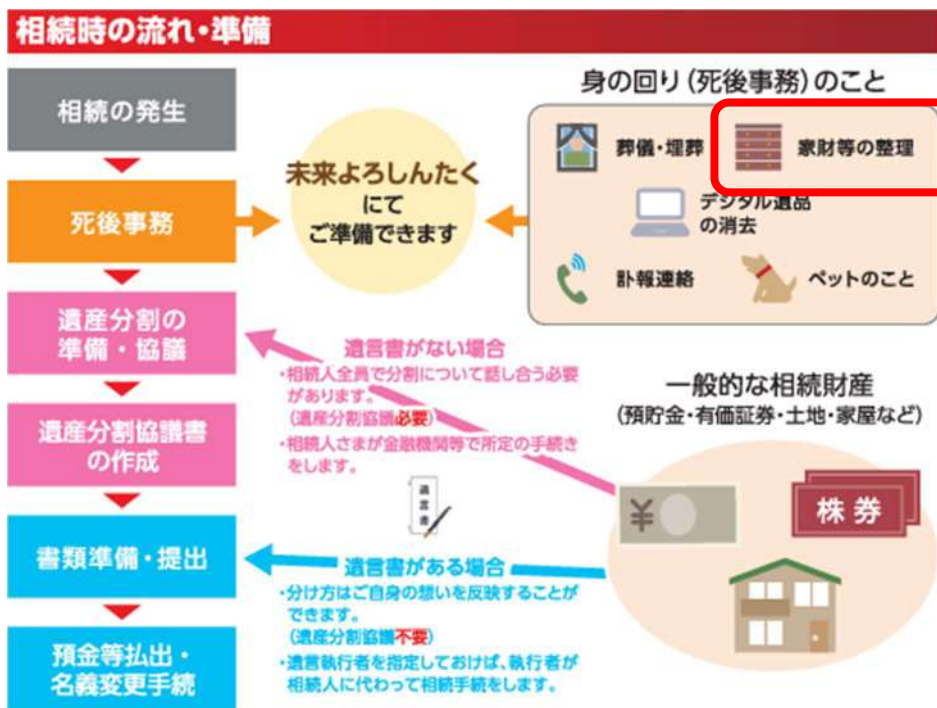 相続時の流れ・準備
相続の発生
死後事務
遺産分割の
準備・協議
遺産分割協議書
の作成
書類準備・提出
預金等払出・
名義変更手続
未来よろしんたく
にて
ご準備できます
身の回り(死後事務)のこと
葬儀・埋葬
家財等の整理
デジタル遺品
の消去
訃報連絡
ペットのこと
遺言書がない場合
・相続人全員で分割について話し合う必要
があります。
(遺産分割協議必要)
・相続人さまが金融機関等で所定の手続き
をします。
遺言書
遺言書がある場合
・分け方はご自身の想いを反映することが
できます。
(遺産分割協議不要)
・遺言執行者を指定しておけば、執行者が
相続人に代わって相続手続をします。
一般的な相続財産
(預貯金・有価証券・土地・家屋など)
¥
株券